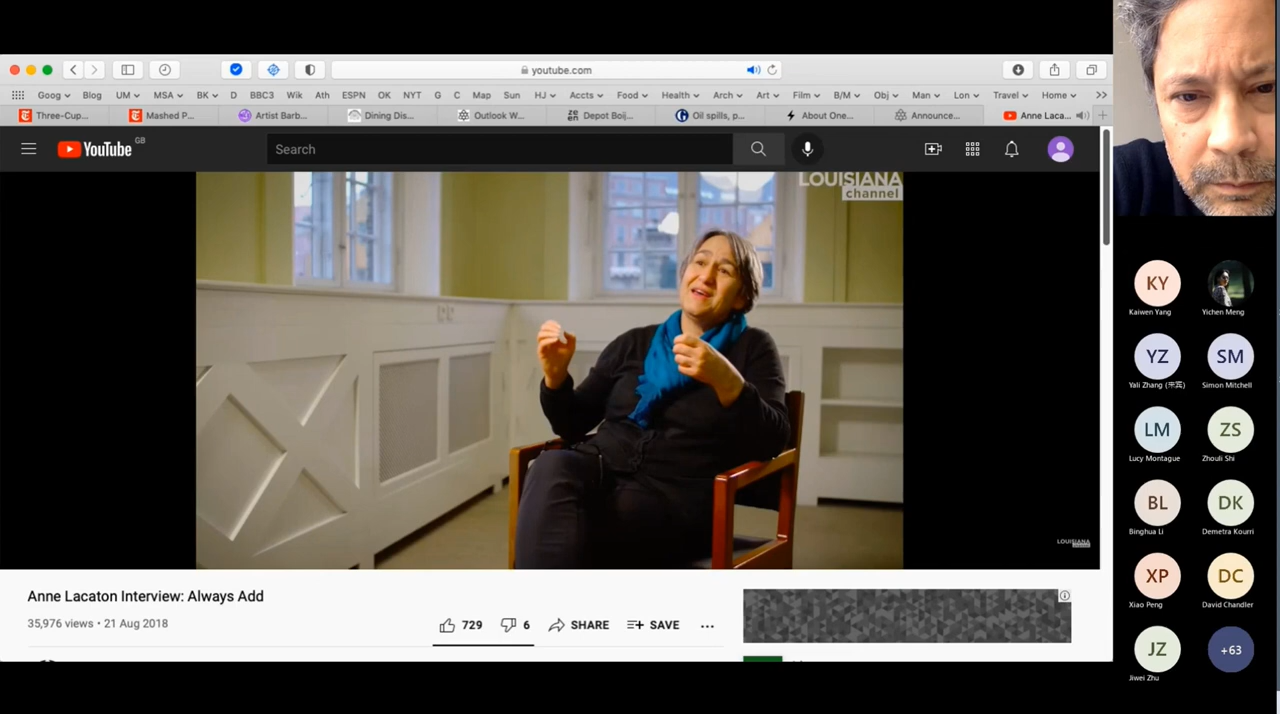 youtube.com
Goog Blog UM MSA BK D BBC3 Wik Ath ESPN OK NYT G C Map Sun HJ Accts Food Health Arch Art Film B/M Obj Man Lon Travel Home
Three-Cup... Mashed P... Artist Barb... Dining Dis... Outlook W... Depot Boij... Oil spills, p... About One... Announce... Anne Laca...
YouTube GB
Search
LOUISIANA
channel
LOUISIANA
Anne Lacaton Interview: Always Add
35,976 views • 21 Aug 2018
729 6 SHARE SAVE
KY
Kaiwen Yang
Yichen Meng
YZ
Yali Zhang
SM
Simon Mitchell
LM
Lucy Montague
ZS
Zhouli Shi
BL
Binghua Li
DK
Demetra Kourri
XP
Xiao Peng
DC
David Chandler
JZ
Jiwei Zhu
+63